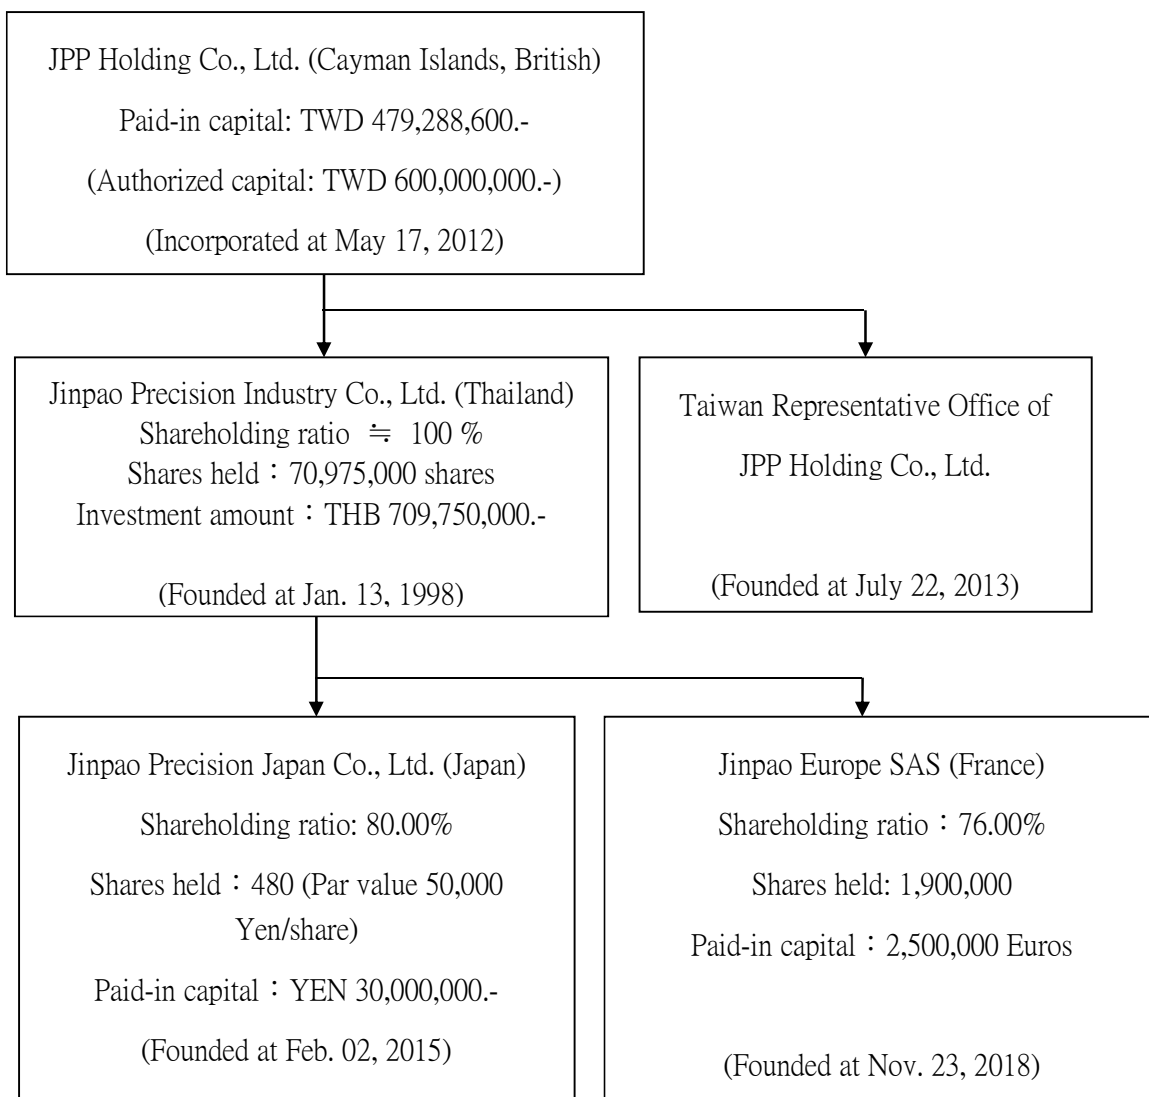 JPP Holding Co., Ltd. (Cayman Islands, British)
Paid-in capital: TWD 479,288,600.-
(Authorized capital: TWD 600,000,000.-)
(Incorporated at May 17, 2012)
Jinpao Precision Industry Co., Ltd. (Thailand)
Shareholding ratio ≒ 100 %
Shares held：70,975,000 shares
Investment amount：THB 709,750,000.-
(Founded at Jan. 13, 1998)
Taiwan Representative Office of
JPP Holding Co., Ltd.
(Founded at July 22, 2013)
Jinpao Precision Japan Co., Ltd. (Japan)
Shareholding ratio: 80.00%
Shares held：480 (Par value 50,000
Yen/share)
Paid-in capital：YEN 30,000,000.-
(Founded at Feb. 02, 2015)
Jinpao Europe SAS (France)
Shareholding ratio：76.00%
Shares held: 1,900,000
Paid-in capital：2,500,000 Euros
(Founded at Nov. 23, 2018)